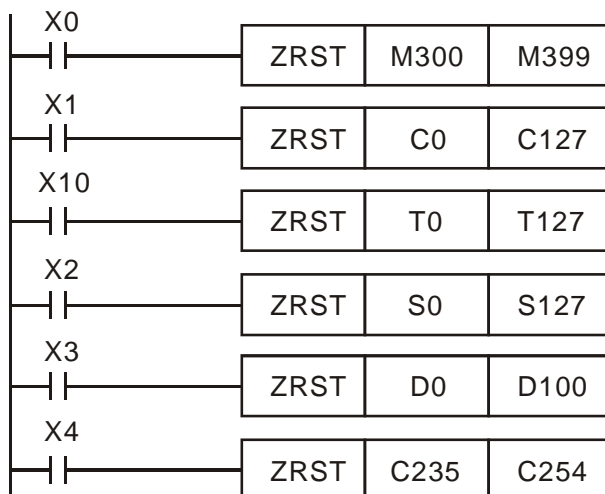 X0
ZRST M300 M399
X1
ZRST C0 C127
X10
ZRST T0 T127
X2
ZRST S0 S127
X3
ZRST D0 D100
X4
ZRST C235 C254